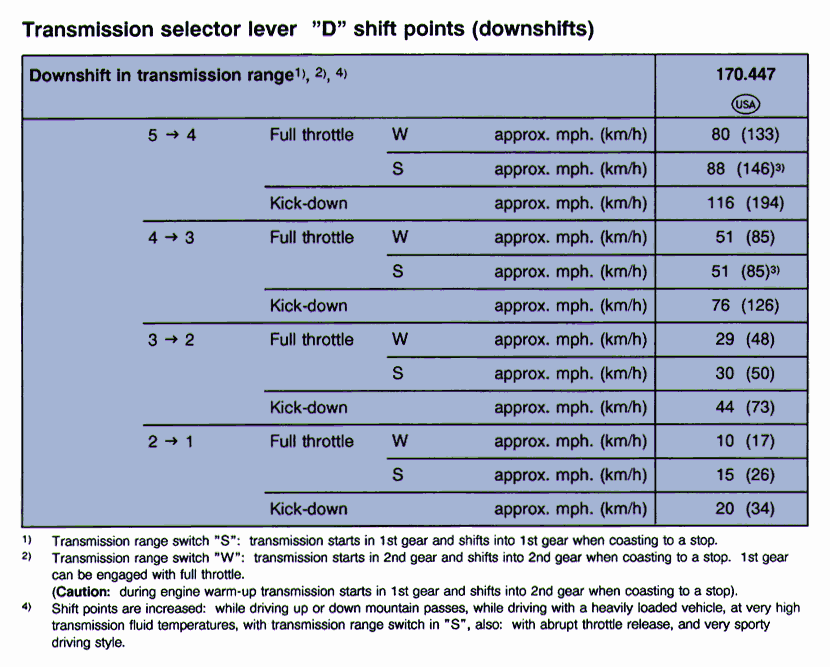 Transmission selector lever ”D” shift points (downshifts)
Downshift in transmission range1), 2), 4) 170.447
USA
5 → 4 Full throttle W approx. mph. (km/h) 80 (133)
S approx. mph. (km/h) 88 (146)3)
Kick-down approx. mph. (km/h) 116 (194)
4 → 3 Full throttle W approx. mph. (km/h) 51 (85)
S approx. mph. (km/h) 51 (85)3)
Kick-down approx. mph. (km/h) 76 (126)
3 → 2 Full throttle W approx. mph. (km/h) 29 (48)
S approx. mph. (km/h) 30 (50)
Kick-down approx. mph. (km/h) 44 (73)
2 → 1 Full throttle W approx. mph. (km/h) 10 (17)
S approx. mph. (km/h) 15 (26)
Kick-down approx. mph. (km/h) 20 (34)
1) Transmission range switch "S": transmission starts in 1st gear and shifts into 1st gear when coasting to a stop.
2) Transmission range switch "W": transmission starts in 2nd gear and shifts into 2nd gear when coasting to a stop. 1st gear
can be engaged with full throttle.
(Caution: during engine warm-up transmission starts in 1st gear and shifts into 2nd gear when coasting to a stop).
4) Shift points are increased: while driving up or down mountain passes, while driving with a heavily loaded vehicle, at very high
transmission fluid temperatures, with transmission range switch in "S", also: with abrupt throttle release, and very sporty
driving style.